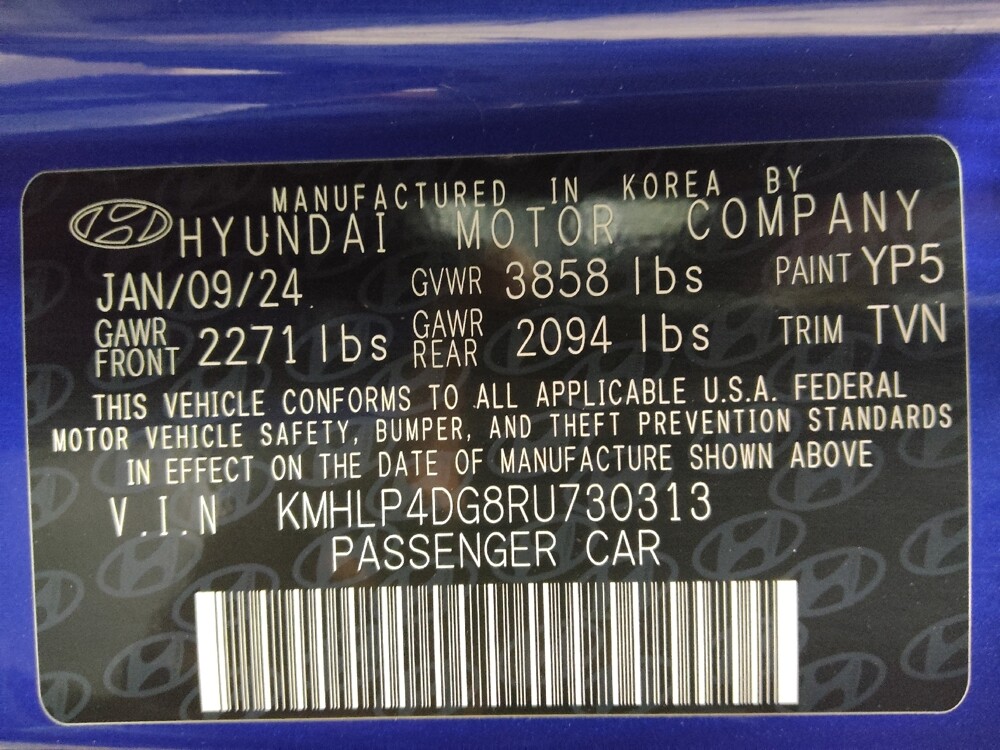 MANUFACTURED IN KOREA BY
HYUNDAI MOTOR COMPANY
JAN/09/24 GVWR 3858 lbs PAINT YP5
GAWR FRONT 2271 lbs GAWR REAR 2094 lbs TRIM TVN
THIS VEHICLE CONFORMS TO ALL APPLICABLE U.S.A. FEDERAL
MOTOR VEHICLE SAFETY, BUMPER, AND THEFT PREVENTION STANDARDS
IN EFFECT ON THE DATE OF MANUFACTURE SHOWN ABOVE
V.I.N KMHLP4DG8RU730313
PASSENGER CAR